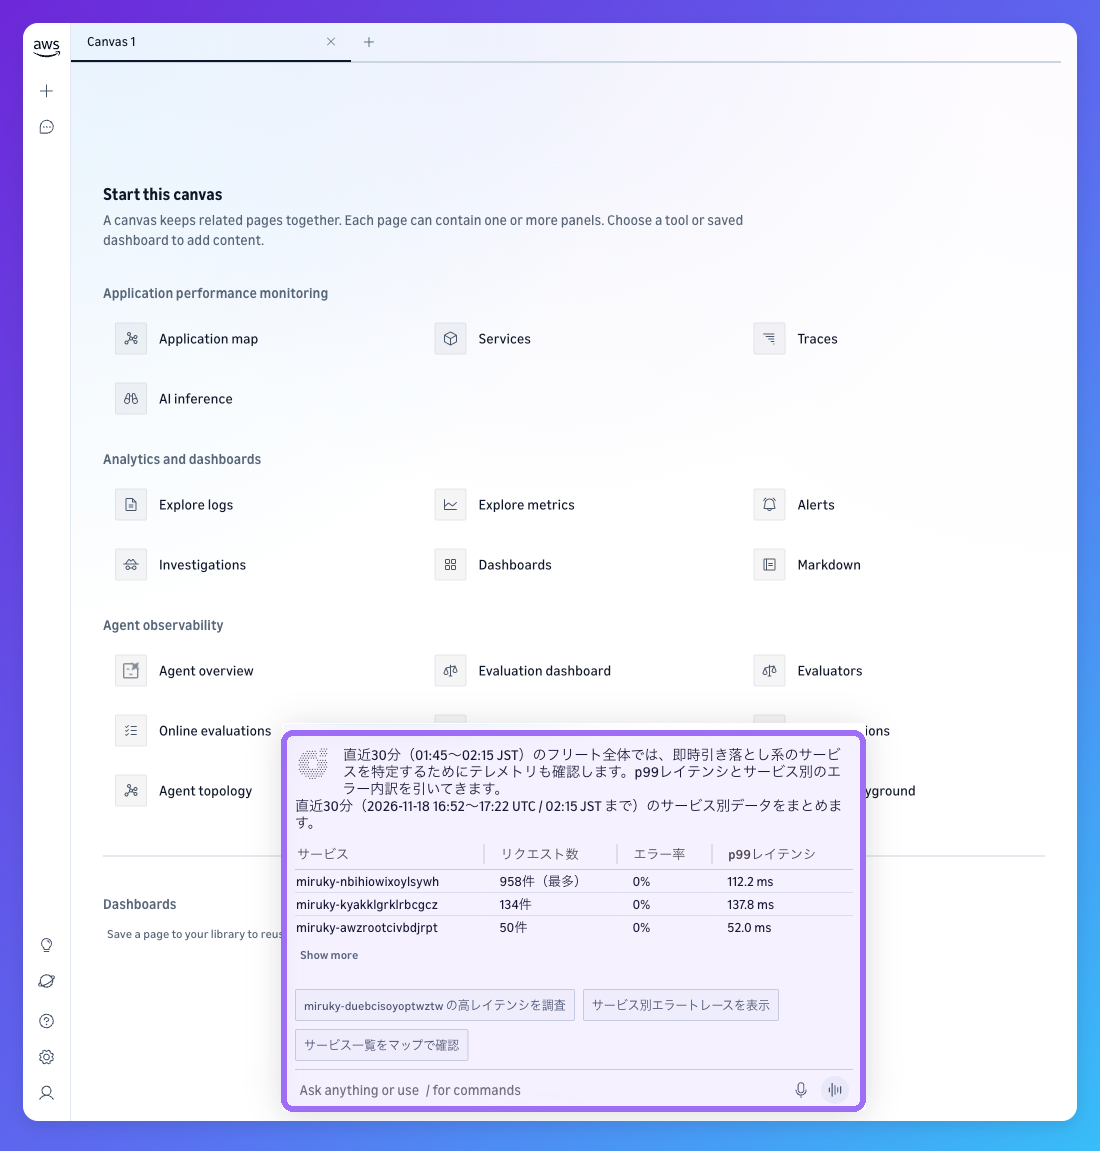 aws
Canvas 1
Start this canvas
A canvas keeps related pages together. Each page can contain one or more panels. Choose a tool or saved
dashboard to add content.
Application performance monitoring
Application map
Services
Traces
AI inference
Analytics and dashboards
Explore logs
Explore metrics
Alerts
Investigations
Dashboards
Markdown
Agent observability
Agent overview
Evaluation dashboard
Evaluators
Online evaluations
ions
Agent topology
yground
Dashboards
Save a page to your library to reus
直近30分（01:45〜02:15 JST）のフリート全体では、即時引き落とし系のサービ
スを特定するためにテレメトリも確認します。p99レイテンシとサービス別のエ
ラー内訳を引いてきます。
直近30分（2026-11-18 16:52〜17:22 UTC / 02:15 JST まで）のサービス別データをまとめま
す。
サービス リクエスト数 エラー率 p99レイテンシ
miruky-nbihiowixoylsywh 958件（最多） 0% 112.2 ms
miruky-kyakklgrklrbcgcz 134件 0% 137.8 ms
miruky-awzrootcivbdjrpt 50件 0% 52.0 ms
Show more
miruky-duebcisoyoptwztw の高レイテンシを調査
サービス別エラートレースを表示
サービス一覧をマップで確認
Ask anything or use / for commands